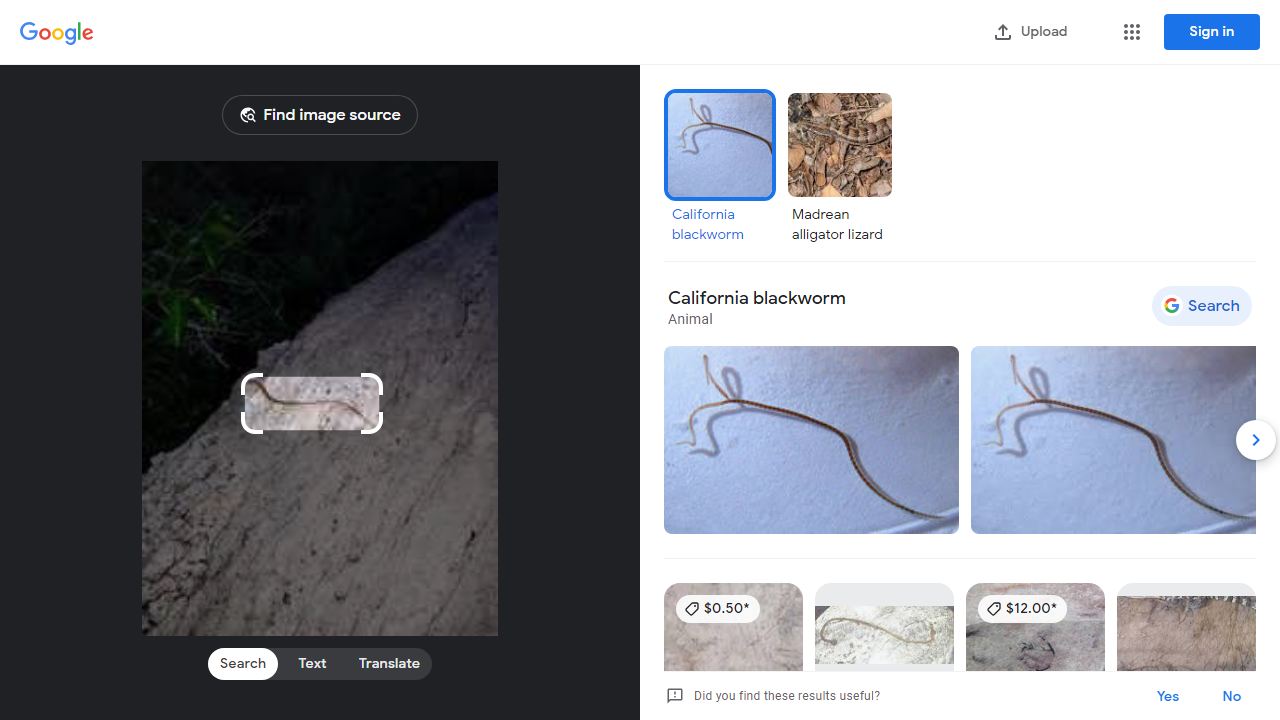 Google
Upload
Sign in
Find image source
California
blackworm
Madrean
alligator lizard
California blackworm
Animal
Search
$0.50*
$12.00*
Search
Text
Translate
Did you find these results useful?
Yes
No